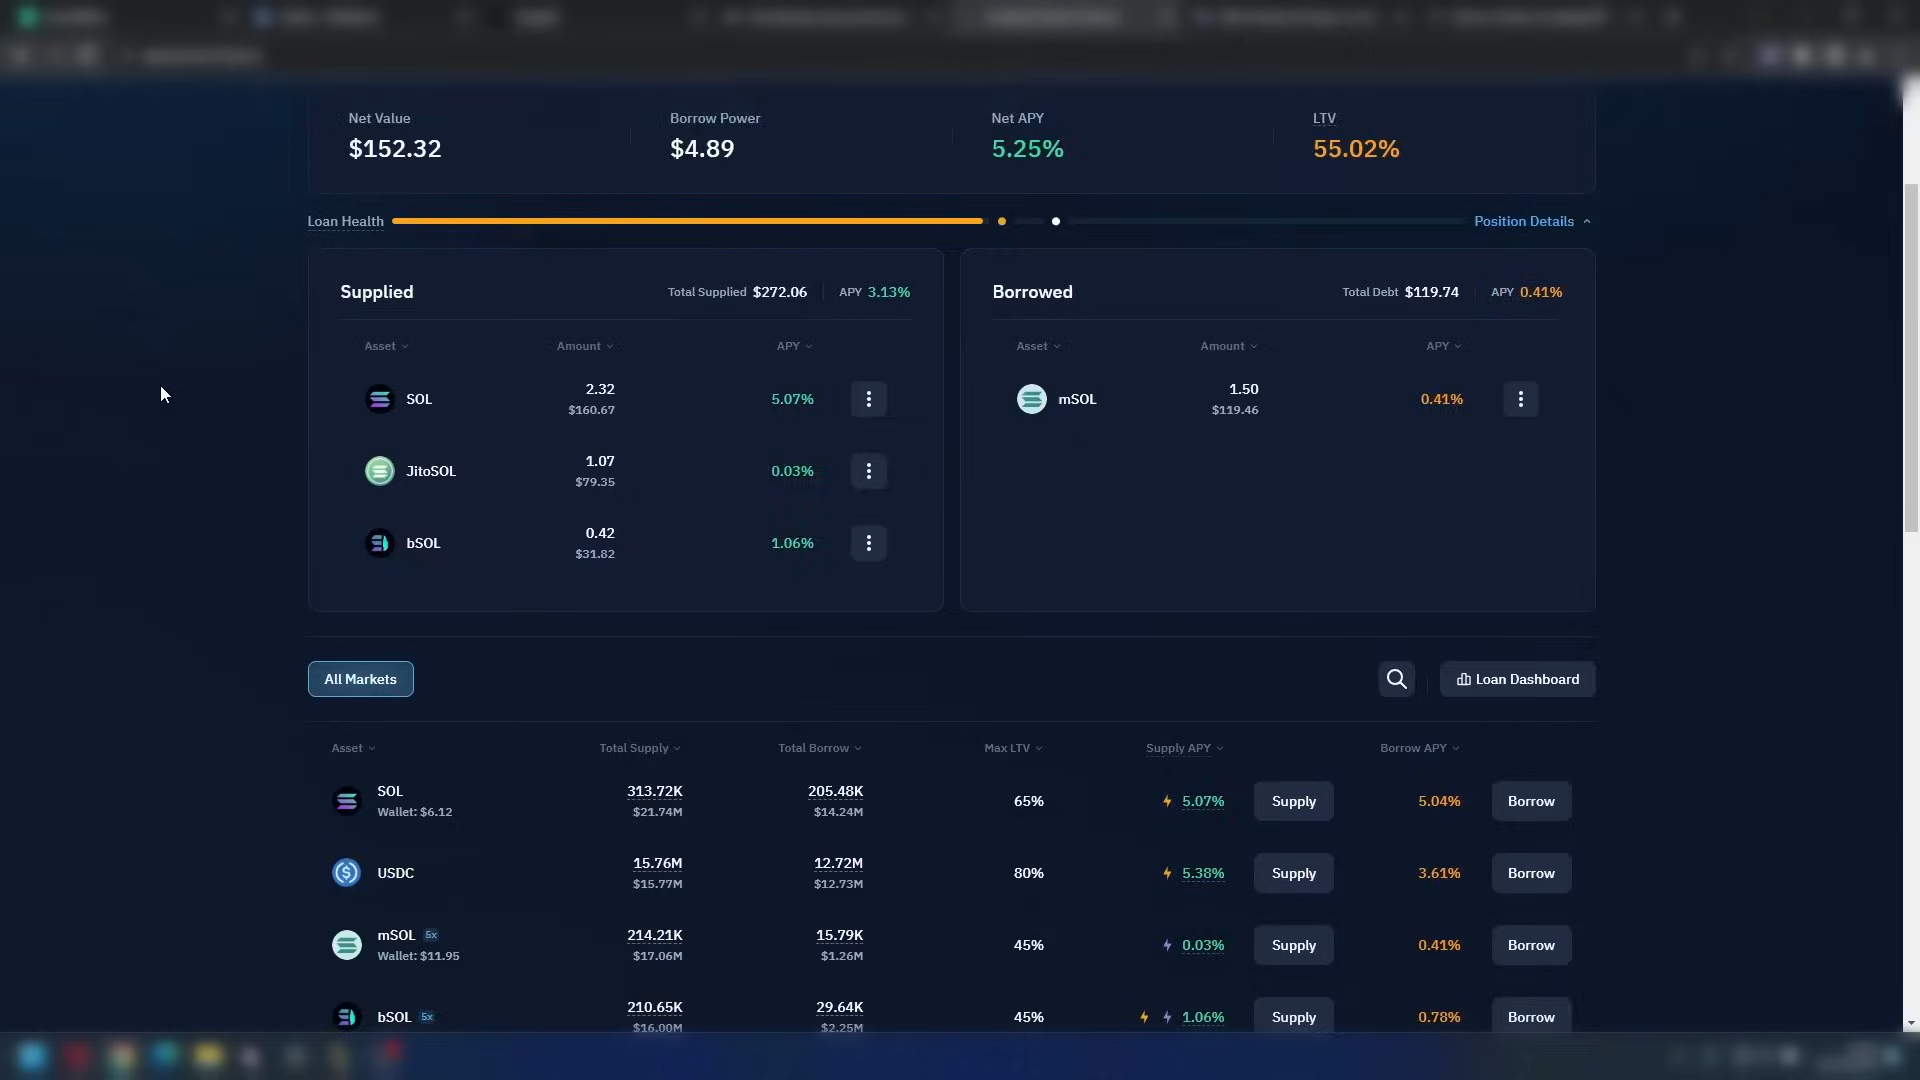 Net Value
$152.32
Borrow Power
$4.89
Net APY
5.25%
LTV
55.02%
Loan Health
Position Details
Supplied
Total Supplied $272.06 APY 3.13%
Asset Amount APY
SOL 2.32 5.07%
$160.67
JitoSOL 1.07 0.03%
$79.35
bSOL 0.42 1.06%
$31.82
Borrowed
Total Debt $119.74 APY 0.41%
Asset Amount APY
mSOL 1.50 0.41%
$119.46
All Markets
Loan Dashboard
Asset Total Supply Total Borrow Max LTV Supply APY Borrow APY
SOL 313.72K 205.48K 65% 5.07% Supply 5.04% Borrow
Wallet: $6.12 $21.74M $14.24M
USDC 15.76M 12.72M 80% 5.38% Supply 3.61% Borrow
$15.77M $12.73M
mSOL 5x 214.21K 15.79K 45% 0.03% Supply 0.41% Borrow
Wallet: $11.95 $17.06M $1.26M
bSOL 5x 210.65K 29.64K 45% 1.06% Supply 0.78% Borrow
$16.00M $2.25M